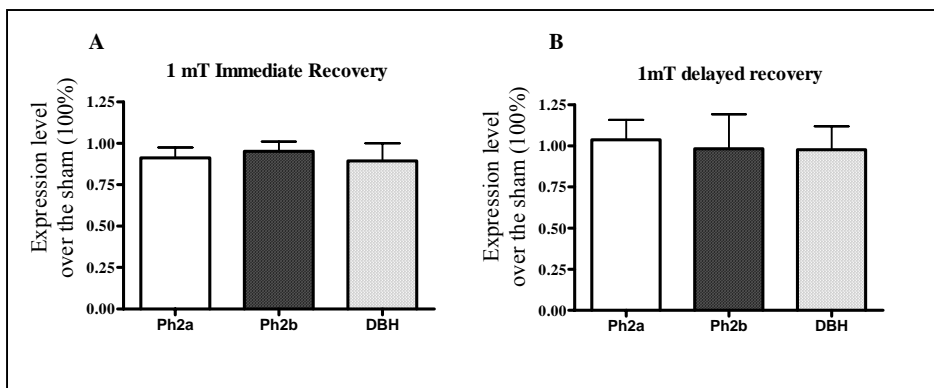 A
1 mT Immediate Recovery
Expression level
over the sham (100%)
1.25
1.00
0.75
0.50
0.25
0.00
Ph2a Ph2b DBH
B
1mT delayed recovery
Expression level
over the sham (100%)
1.25
1.00
0.75
0.50
0.25
0.00
Ph2a Ph2b DBH